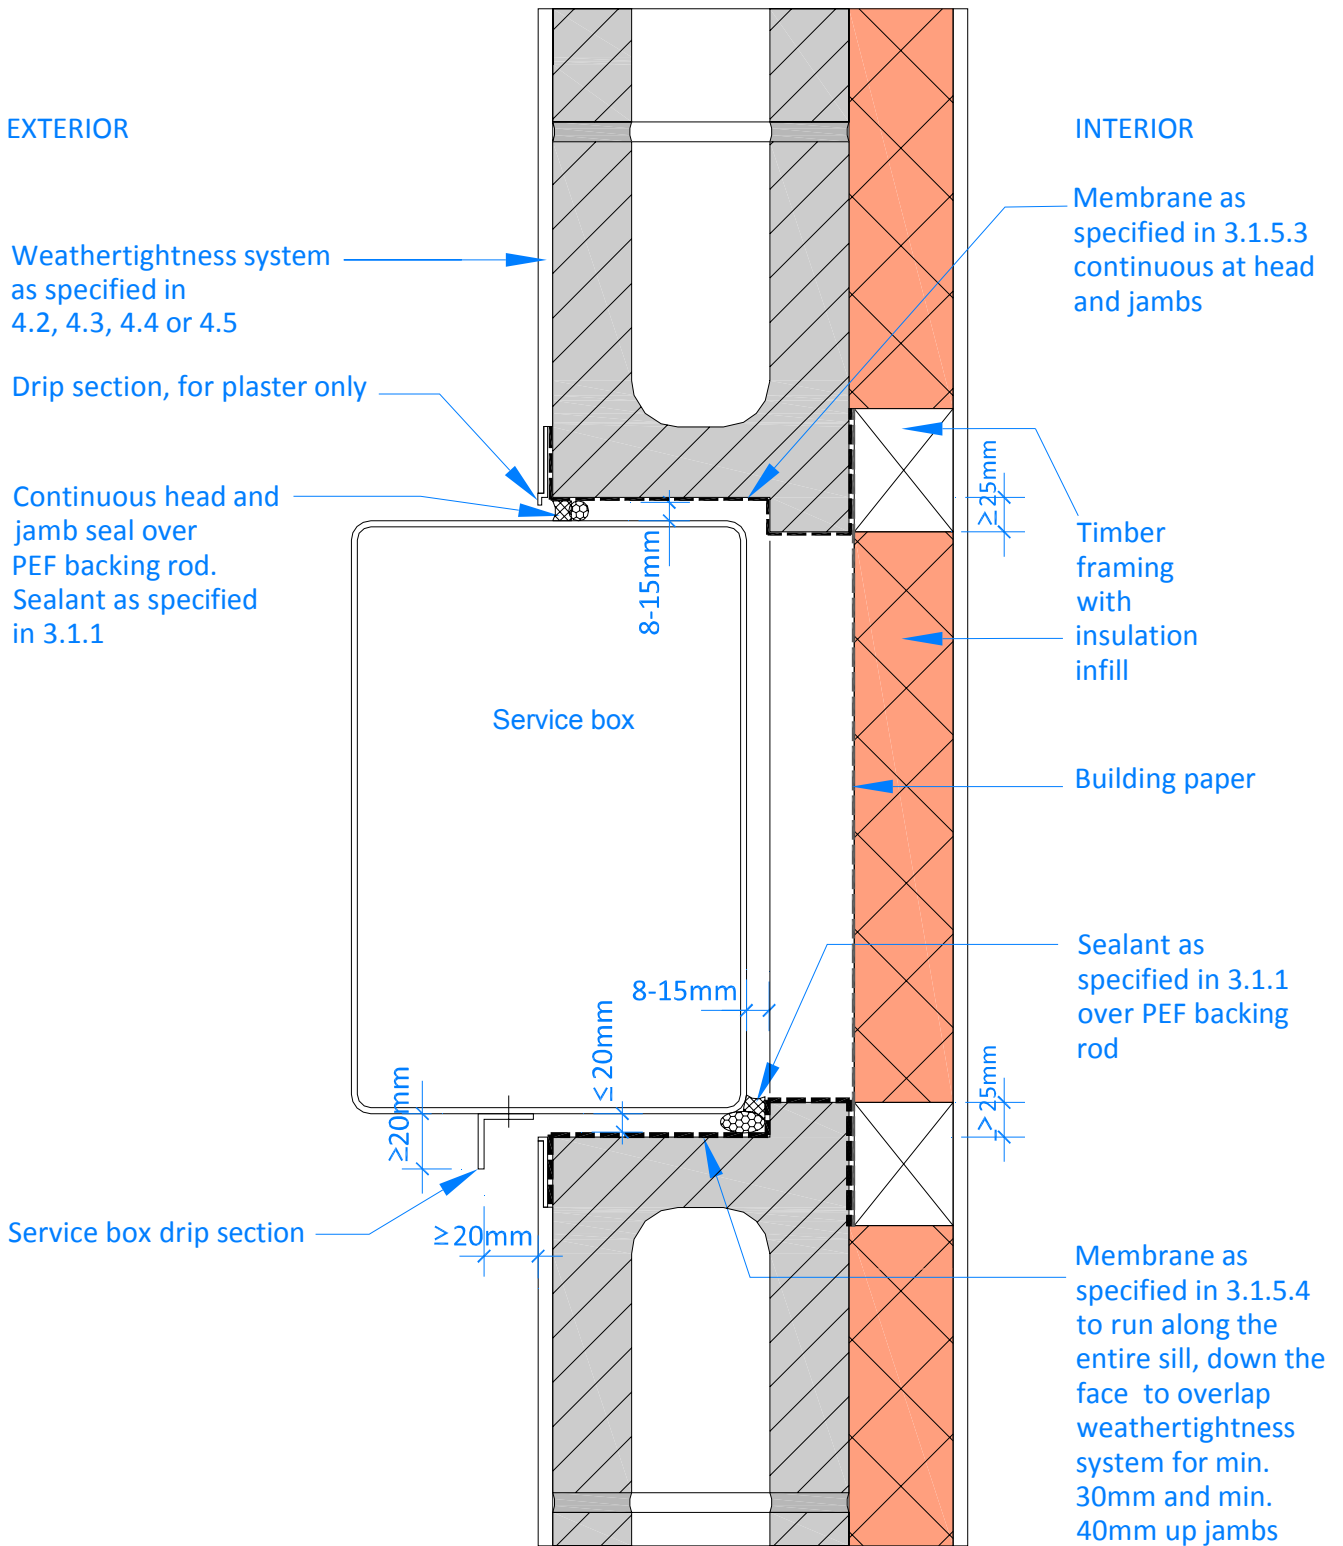 EXTERIOR
INTERIOR
Weathertightness system
as specified in
4.2, 4.3, 4.4 or 4.5
Drip section, for plaster only
Continuous head and
jamb seal over
PEF backing rod.
Sealant as specified
in 3.1.1
Membrane as
specified in 3.1.5.3
continuous at head
and jambs
≥25mm
8-15mm
Timber
framing
with
insulation
infill
Service box
Building paper
Sealant as
specified in 3.1.1
over PEF backing
rod
8-15mm
≤20mm
≥20mm
≥25mm
Service box drip section
≥20mm
Membrane as
specified in 3.1.5.4
to run along the
entire sill, down the
face to overlap
weathertightness
system for min.
30mm and min.
40mm up jambs